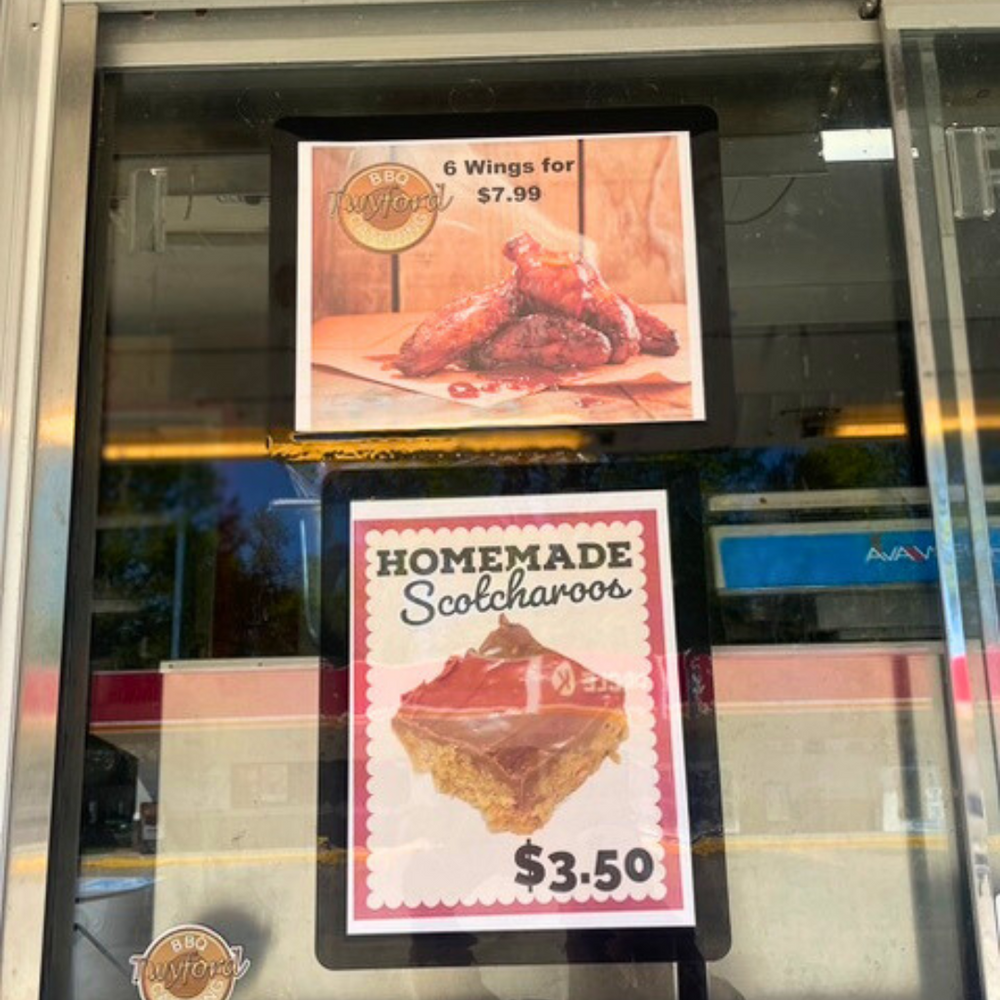 6 Wings for
$7.99
BBQ
Twyford
HOMEMADE
Scotcharoos
$3.50
BBQ
Twyford